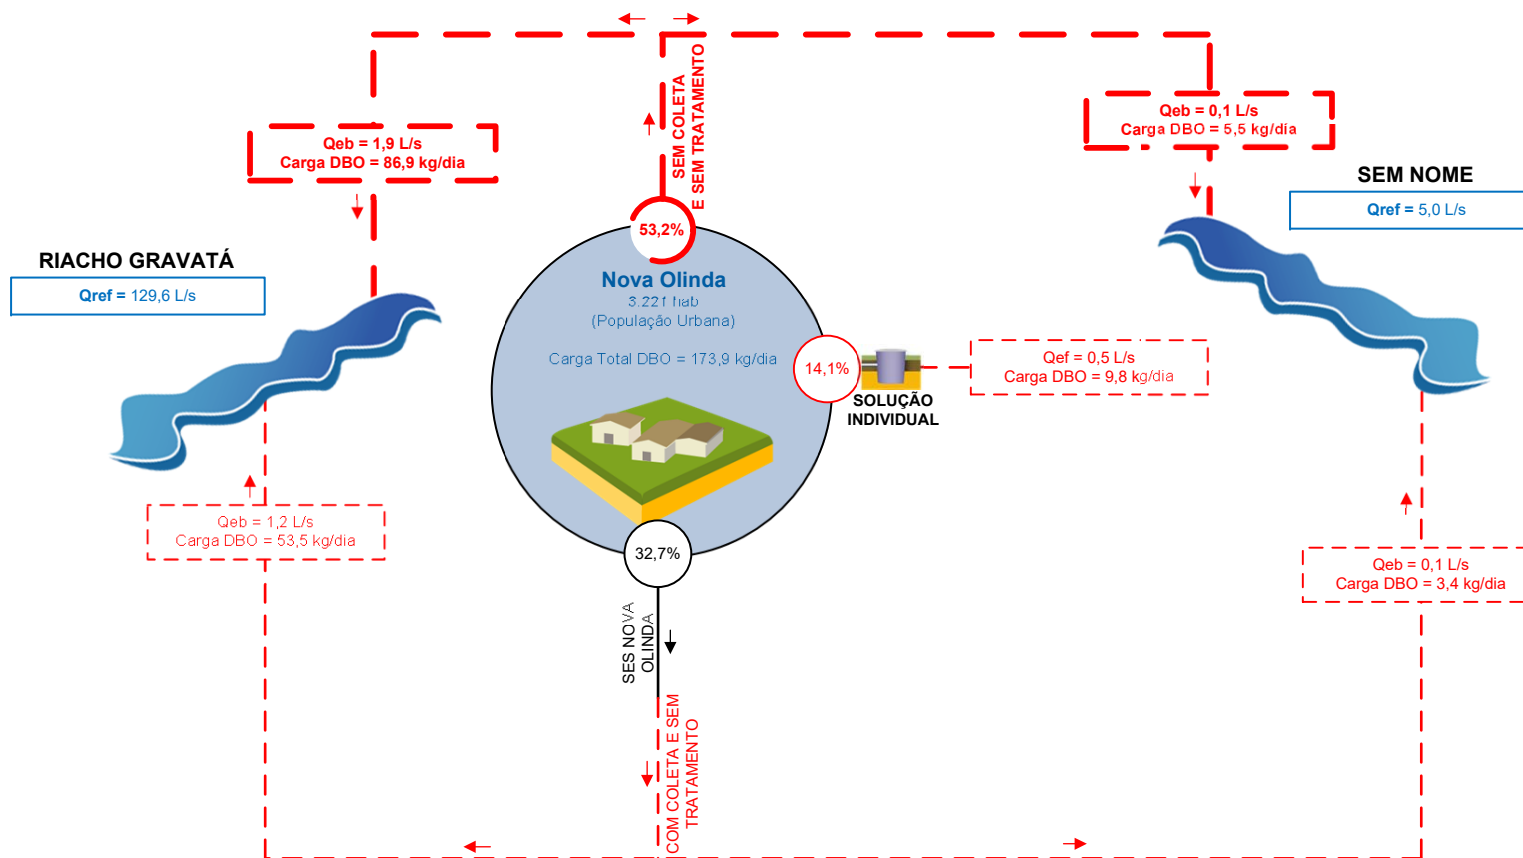 SEM COLETA
E SEM TRATAMENTO
Qeb = 1,9 L/s
Carga DBO = 86,9 kg/dia
Qeb = 0,1 L/s
Carga DBO = 5,5 kg/dia
SEM NOME
Qref = 5,0 L/s
RIACHO GRAVATÁ
Qref = 129,6 L/s
53,2%
Nova Olinda
3.221 hab
(População Urbana)
Carga Total DBO = 173,9 kg/dia
14,1%
SOLUÇÃO
INDIVIDUAL
Qef = 0,5 L/s
Carga DBO = 9,8 kg/dia
Qeb = 1,2 L/s
Carga DBO = 53,5 kg/dia
32,7%
Qeb = 0,1 L/s
Carga DBO = 3,4 kg/dia
SES NOVA
OLINDA
COM COLETA E SEM
TRATAMENTO